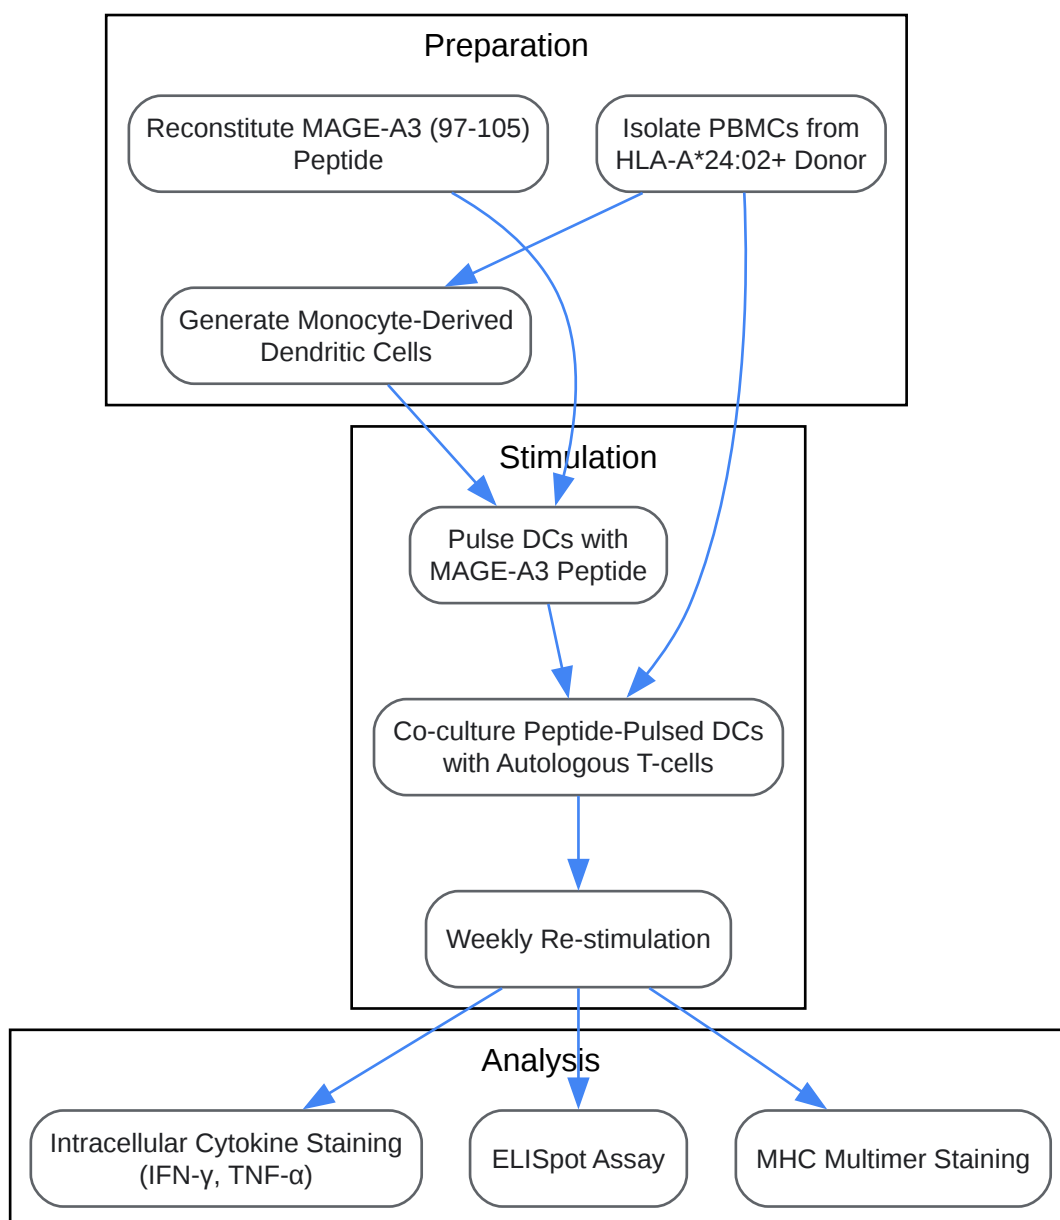 Preparation
Reconstitute MAGE-A3 (97-105)
Peptide
Isolate PBMCs from
HLA-A*24:02+ Donor
Generate Monocyte-Derived
Dendritic Cells
Stimulation
Pulse DCs with
MAGE-A3 Peptide
Co-culture Peptide-Pulsed DCs
with Autologous T-cells
Weekly Re-stimulation
Analysis
Intracellular Cytokine Staining
(IFN-γ, TNF-α)
ELISpot Assay
MHC Multimer Staining